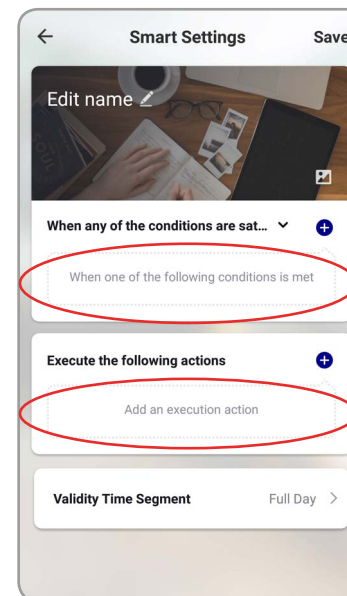 Smart Settings
Save
Edit name
When any of the conditions are sat...
When one of the following conditions is met
Execute the following actions
Add an execution action
Validity Time Segment
Full Day